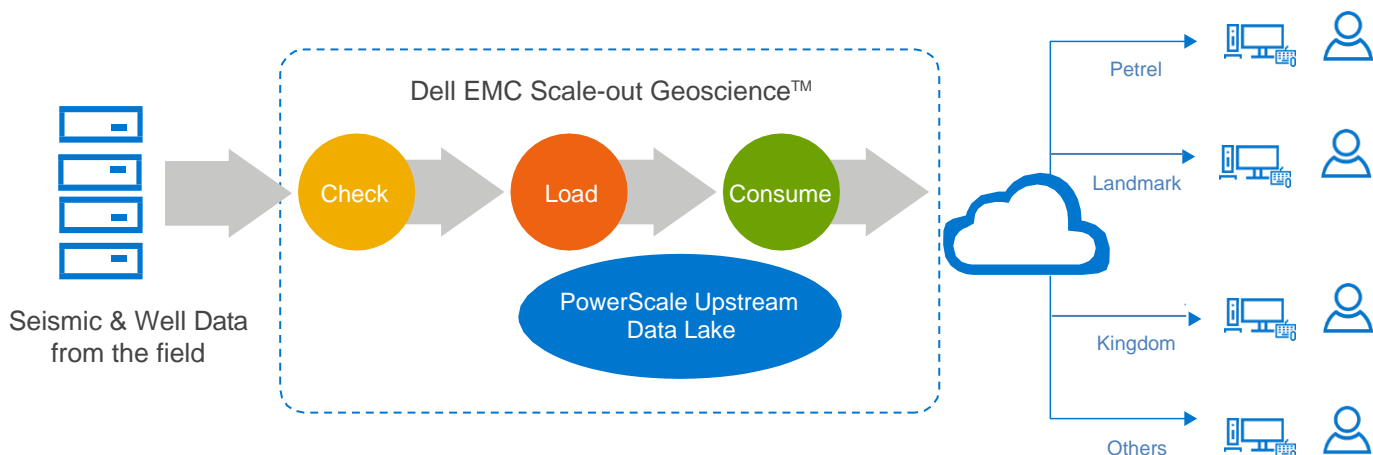 Dell EMC Scale-out Geoscience™
Seismic & Well Data
from the field
Check
Load
Consume
PowerScale Upstream
Data Lake
Petrel
Landmark
Kingdom
Others